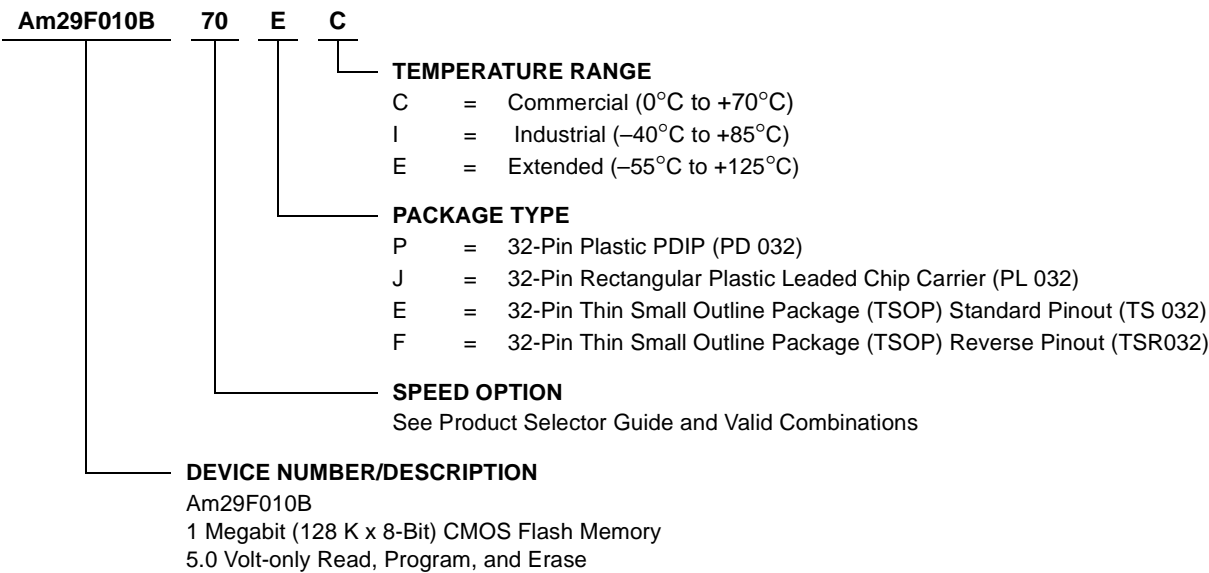 Am29F010B 70 E C
TEMPERATURE RANGE
C = Commercial (0°C to +70°C)
I = Industrial (–40°C to +85°C)
E = Extended (–55°C to +125°C)
PACKAGE TYPE
P = 32-Pin Plastic PDIP (PD 032)
J = 32-Pin Rectangular Plastic Leaded Chip Carrier (PL 032)
E = 32-Pin Thin Small Outline Package (TSOP) Standard Pinout (TS 032)
F = 32-Pin Thin Small Outline Package (TSOP) Reverse Pinout (TSR032)
SPEED OPTION
See Product Selector Guide and Valid Combinations
DEVICE NUMBER/DESCRIPTION
Am29F010B
1 Megabit (128 K x 8-Bit) CMOS Flash Memory
5.0 Volt-only Read, Program, and Erase